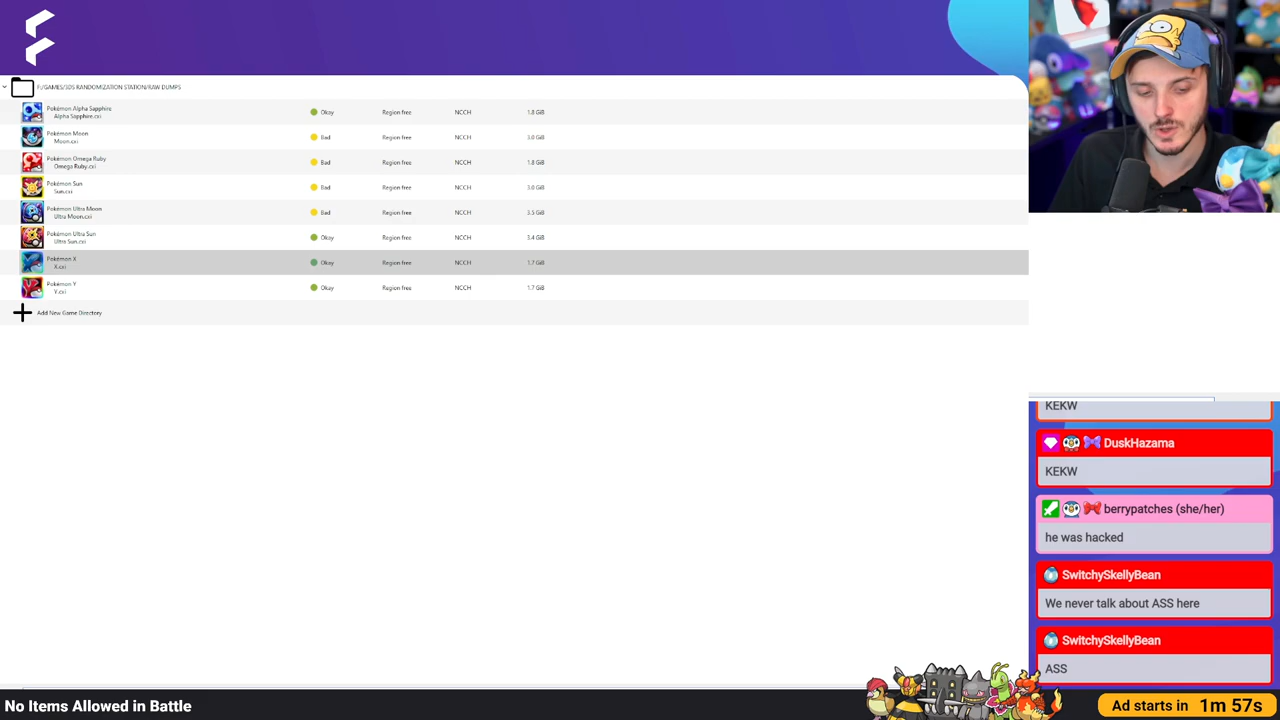 F:/GAMES/3DS RANDOMIZATION STATION/RAW DUMPS
Pokémon Alpha Sapphire
Alpha Sapphire.cxi
Okay Region free NCCH 1.8 GiB
Pokémon Moon
Moon.cxi
Bad Region free NCCH 3.0 GiB
Pokémon Omega Ruby
Omega Ruby.cxi
Bad Region free NCCH 1.8 GiB
Pokémon Sun
Sun.cxi
Bad Region free NCCH 3.0 GiB
Pokémon Ultra Moon
Ultra Moon.cxi
Bad Region free NCCH 3.5 GiB
Pokémon Ultra Sun
Ultra Sun.cxi
Okay Region free NCCH 3.4 GiB
Pokémon X
X.cxi
Okay Region free NCCH 1.7 GiB
Pokémon Y
Y.cxi
Okay Region free NCCH 1.7 GiB
Add New Game Directory
KEKW
DuskHazama
KEKW
berrypatches (she/her)
he was hacked
SwitchySkellyBean
We never talk about ASS here
SwitchySkellyBean
ASS
No Items Allowed in Battle
Ad starts in 1m 57s